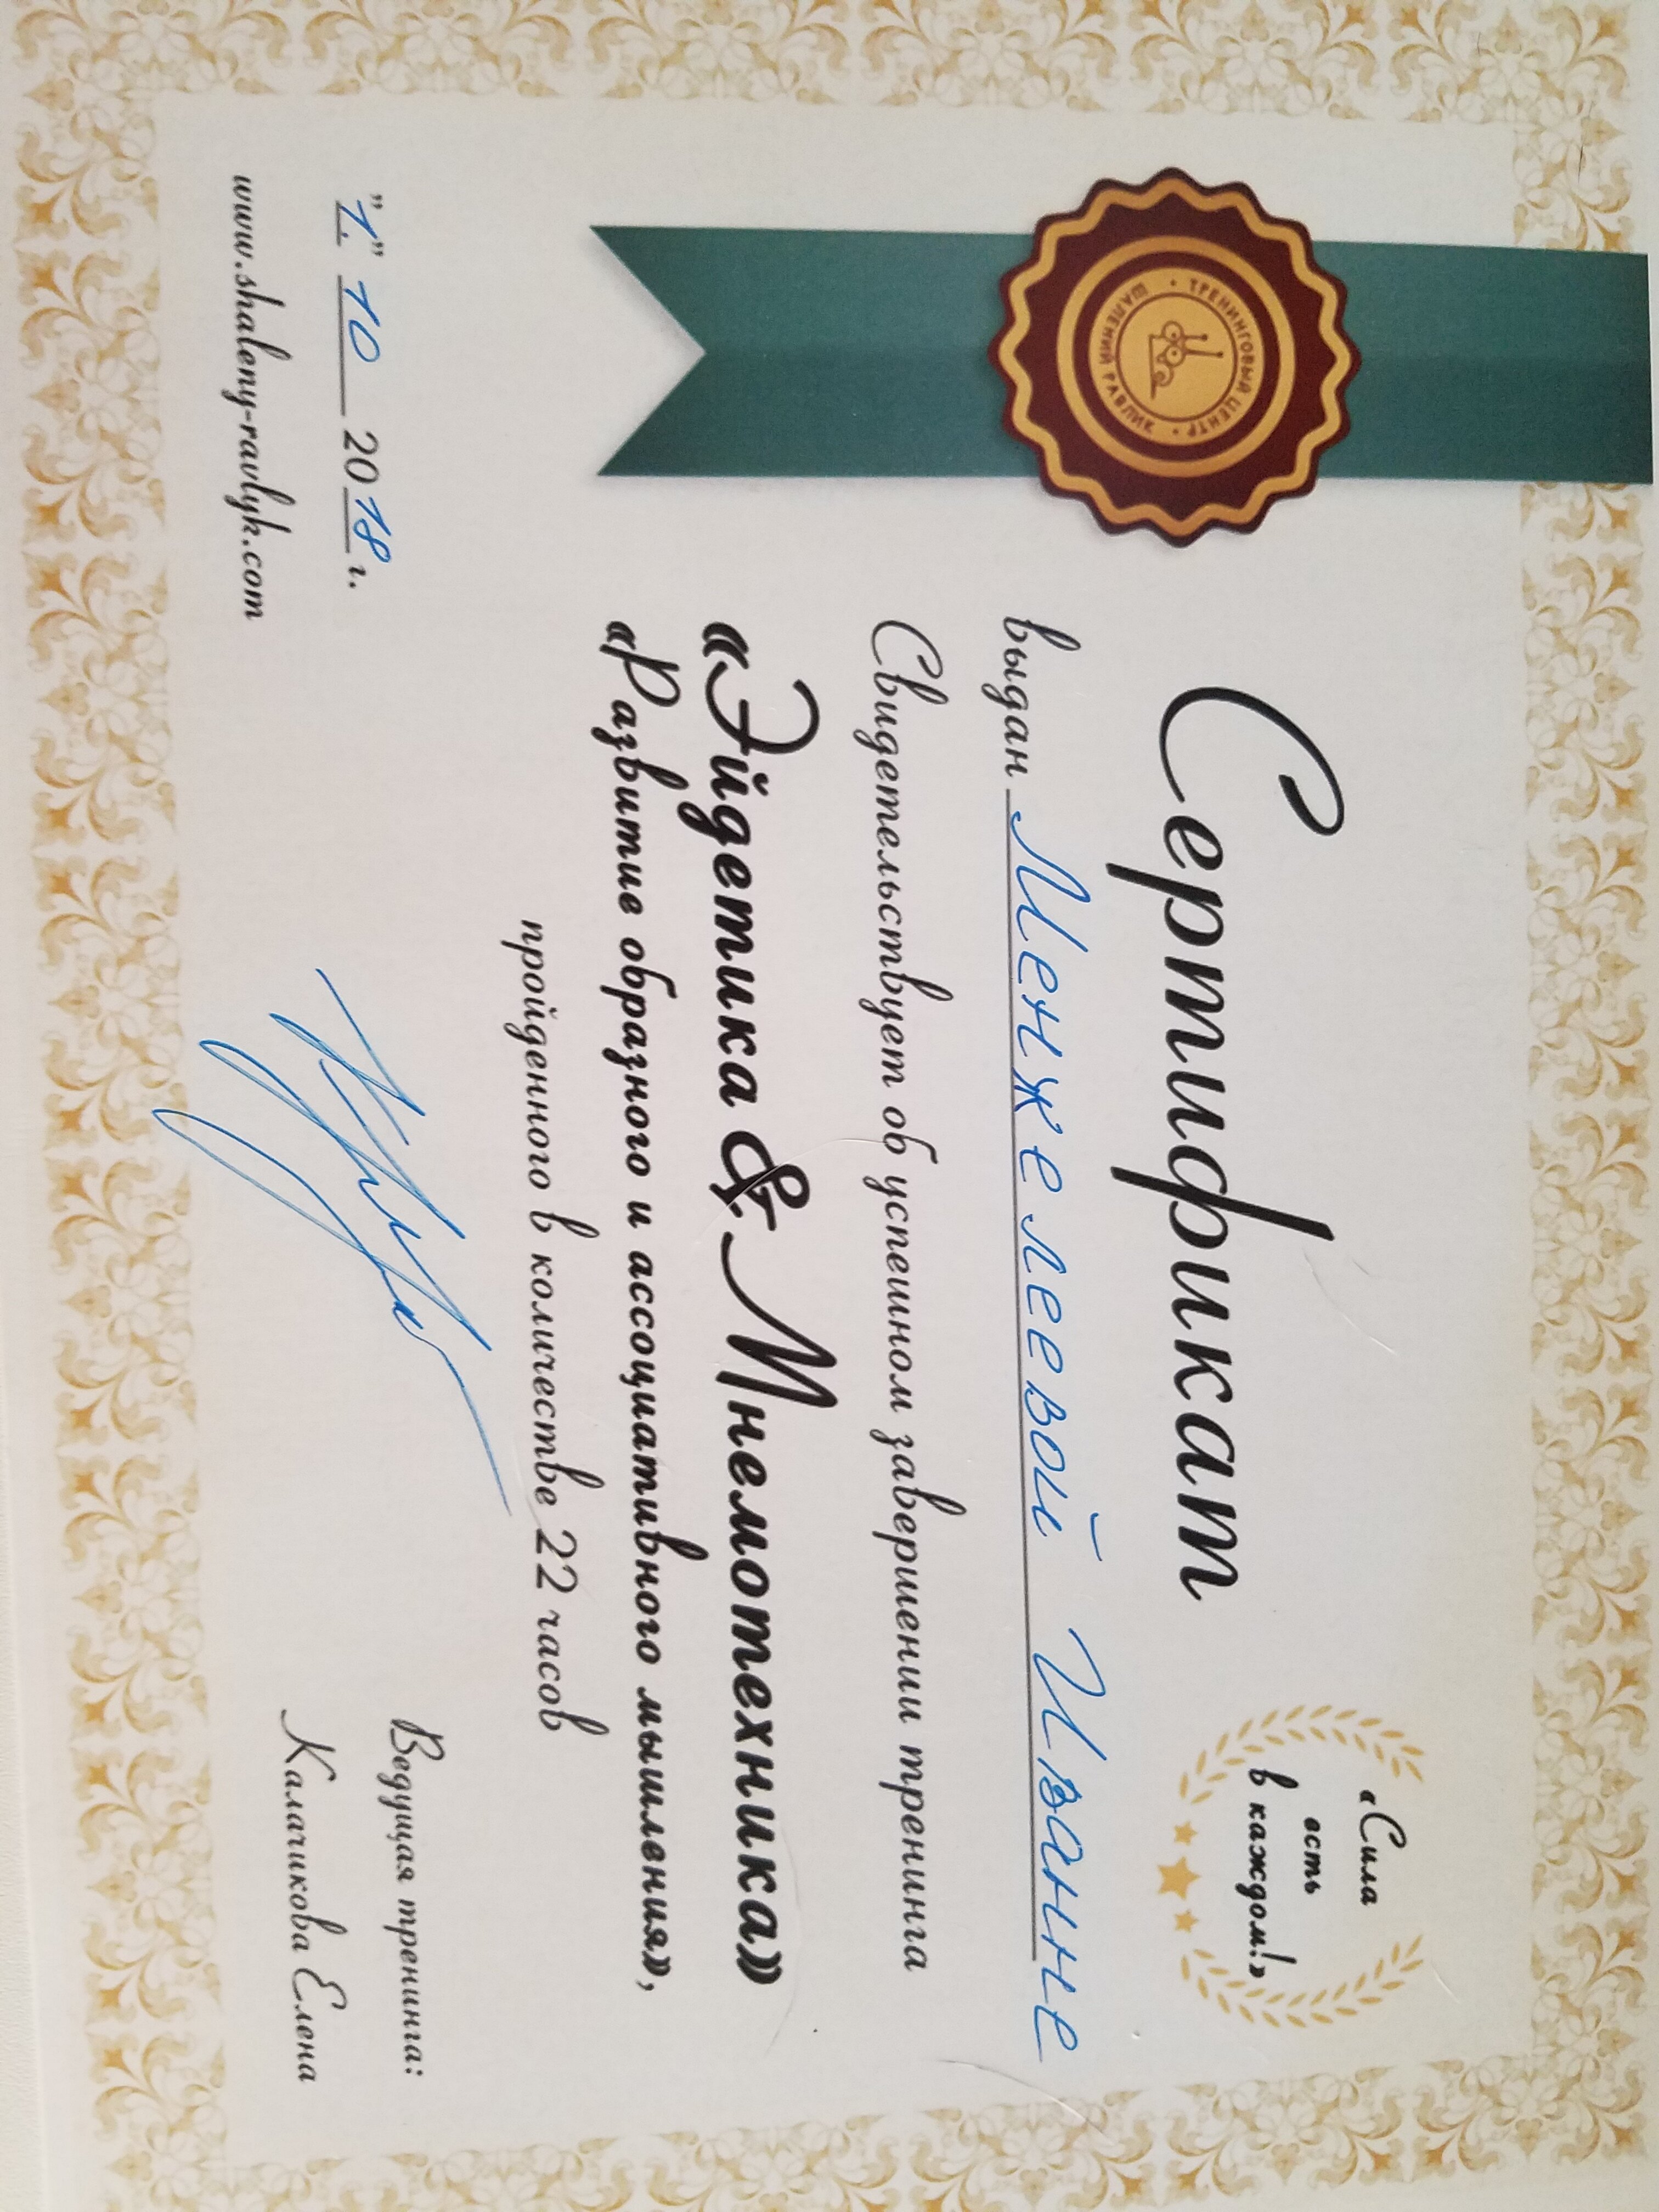 «Сила
есть
в каждом!»
Сертификат
выдан Менжелеевой Иванне
Свидетельствует об успешном завершении тренинга
«Эйдетика & Мнемотехника»
«Развитие образного и ассоциативного мышления»,
пройденного в количестве 22 часов
• ТРЕНИНГОВЫЙ ЦЕНТР •
ШАЛЕНИЙ РАВЛИК
"1" 10 2018 г.
www.shaleny-ravlyk.com
Ведущая тренинга:
Калачикова Елена